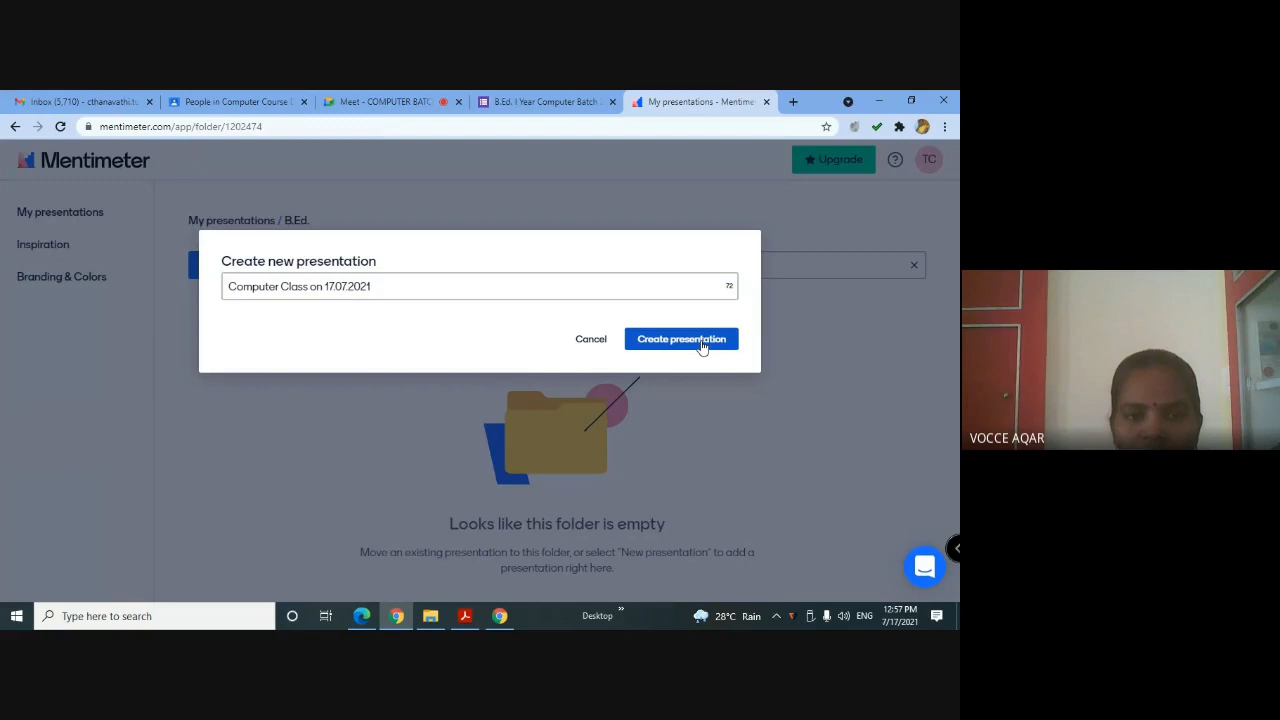 Inbox (5,710) - cthanavathi.tu
People in Computer Course
Meet - COMPUTER BATC
B.Ed. I Year Computer Batch
My presentations - Mentime
mentimeter.com/app/folder/1202474
Mentimeter
Upgrade
TC
My presentations
Inspiration
Branding & Colors
My presentations / B.Ed.
Create new presentation
Computer Class on 17.07.2021
72
Cancel
Create presentation
Looks like this folder is empty
Move an existing presentation to this folder, or select "New presentation" to add a
presentation right here.
VOCCE AQAR
Type here to search
Desktop
28°C Rain
ENG
12:57 PM
7/17/2021